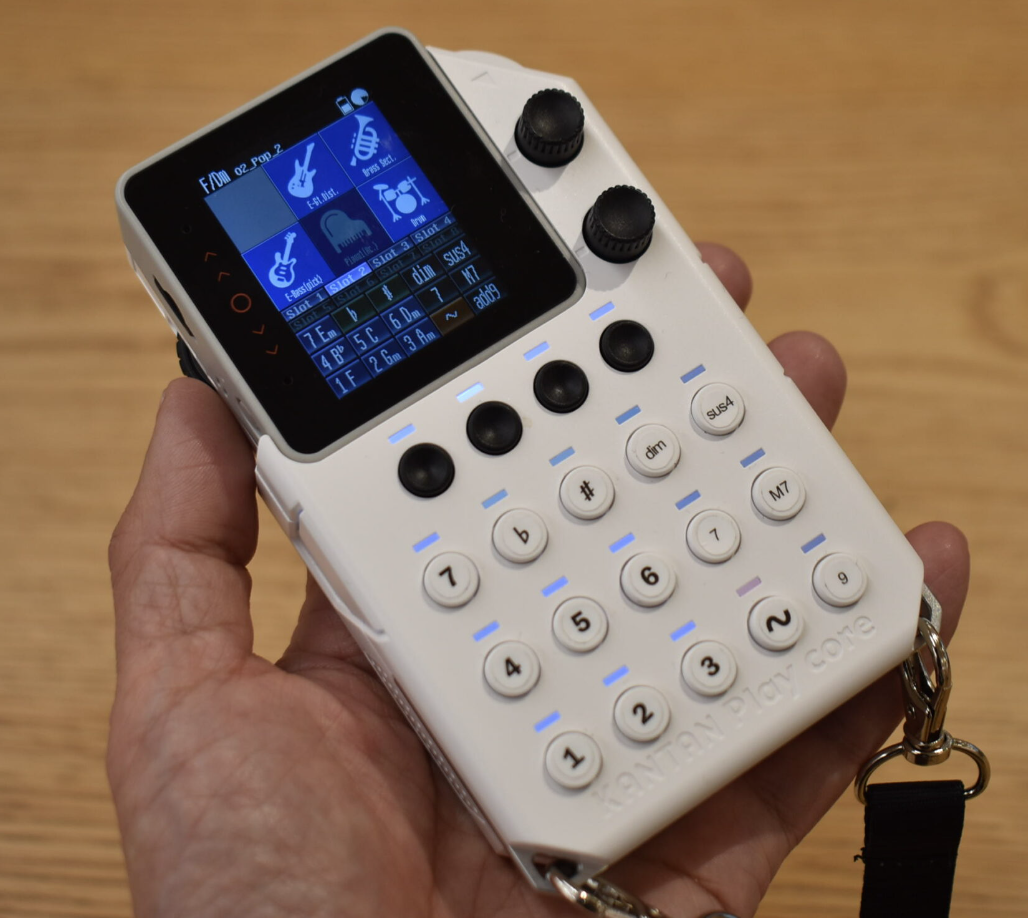 F/Dm 02_Pop_2
E-Gt.Dist.
Brass Sect.
E-Bass(pick)
Drum
Slot 1 Slot 2 Slot 3 Slot 4
7 Em ♭ # dim sus4
4 B♭ 5 C 6 Dm 7 M7
1 F 2 Gm 3 Am ~ add9
7 ♭ # dim sus4
4 5 6 7 M7
1 2 3 ~ 9
KANTAN Play core